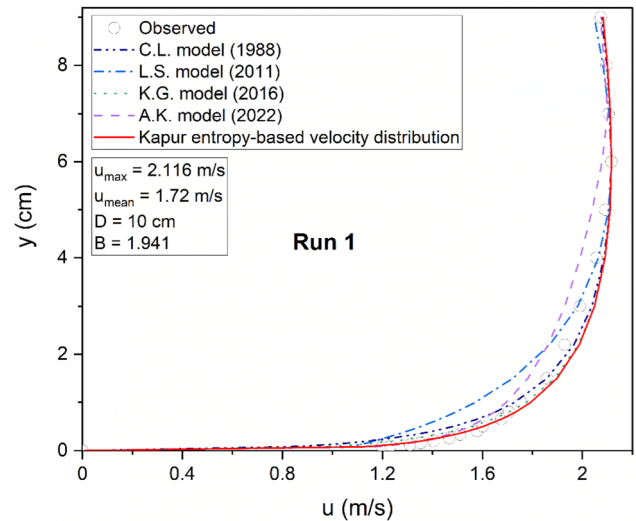 Observed
C.L. model (1988)
L.S. model (2011)
K.G. model (2016)
A.K. model (2022)
Kapur entropy-based velocity distribution
umax = 2.116 m/s
umean = 1.72 m/s
D = 10 cm
B = 1.941
Run 1
y (cm)
8
6
4
2
0
0 0.4 0.8 1.2 1.6 2
u (m/s)